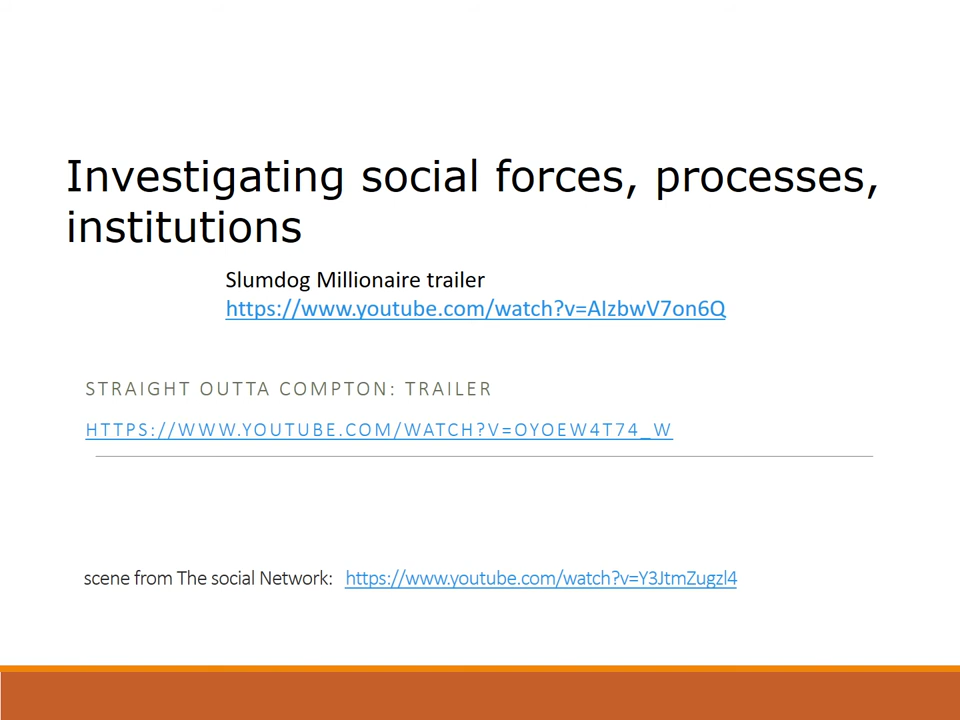 Investigating social forces, processes,
institutions
Slumdog Millionaire trailer
https://www.youtube.com/watch?v=AIzbwV7on6Q
STRAIGHT OUTTA COMPTON: TRAILER
HTTPS://WWW.YOUTUBE.COM/WATCH?V=OYOEW4T74_W
scene from The social Network: https://www.youtube.com/watch?v=Y3JtmZugzl4